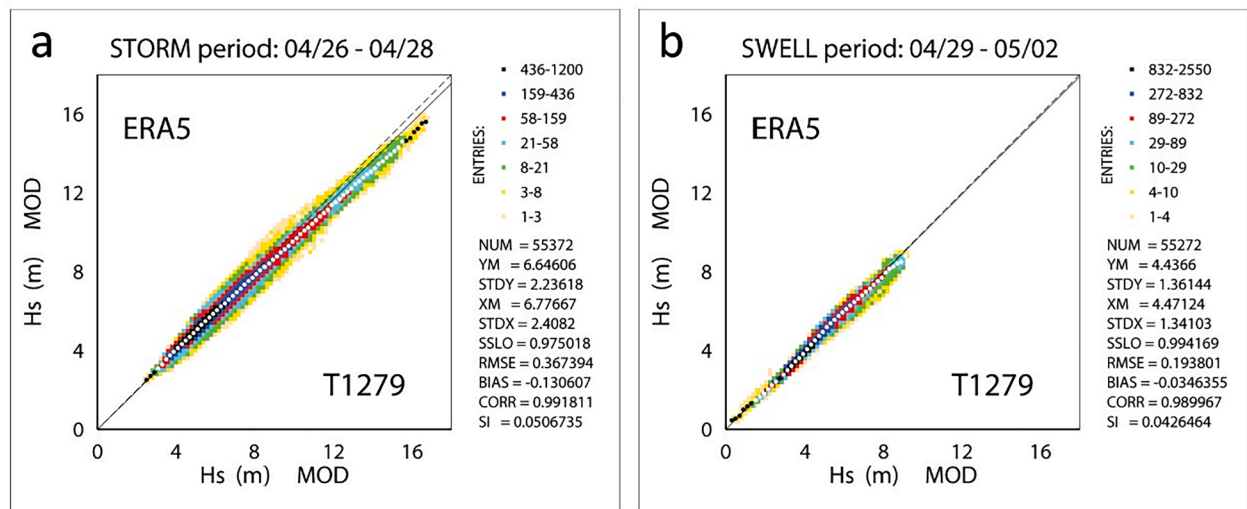 a
STORM period: 04/26 - 04/28
ERA5
T1279
16
12
8
4
0
0 4 8 12 16
Hs (m) MOD
Hs (m) MOD
ENTRIES:
436-1200
159-436
58-159
21-58
8-21
3-8
1-3
NUM = 55372
YM = 6.64606
STDY = 2.23618
XM = 6.77667
STDX = 2.4082
SSLO = 0.975018
RMSE = 0.367394
BIAS = -0.130607
CORR = 0.991811
SI = 0.0506735
b
SWELL period: 04/29 - 05/02
ERA5
T1279
16
12
8
4
0
0 4 8 12 16
Hs (m) MOD
Hs (m) MOD
ENTRIES:
832-2550
272-832
89-272
29-89
10-29
4-10
1-4
NUM = 55272
YM = 4.4366
STDY = 1.36144
XM = 4.47124
STDX = 1.34103
SSLO = 0.994169
RMSE = 0.193801
BIAS = -0.0346355
CORR = 0.989967
SI = 0.0426464